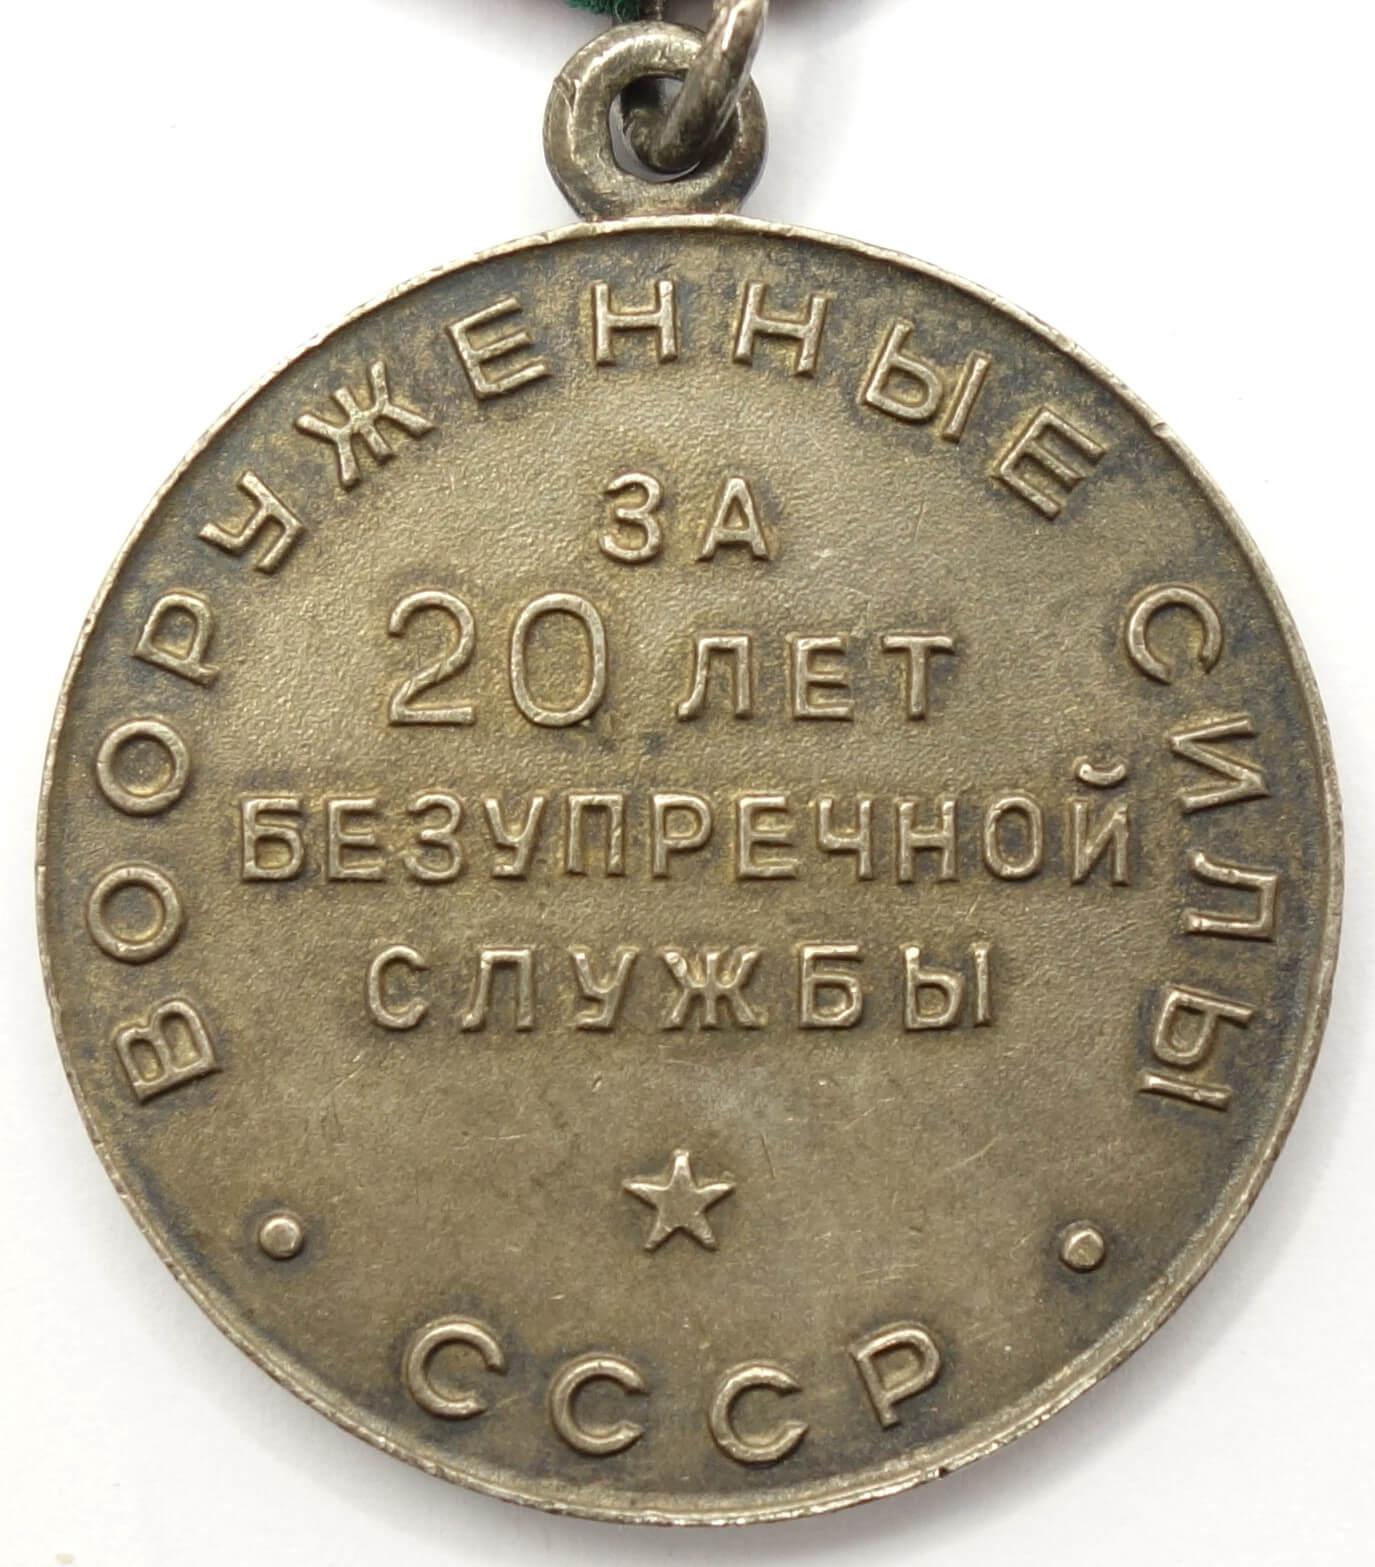 ВООРУЖЕННЫЕ СИЛЫ
ЗА
20 ЛЕТ
БЕЗУПРЕЧНОЙ
СЛУЖБЫ
СССР